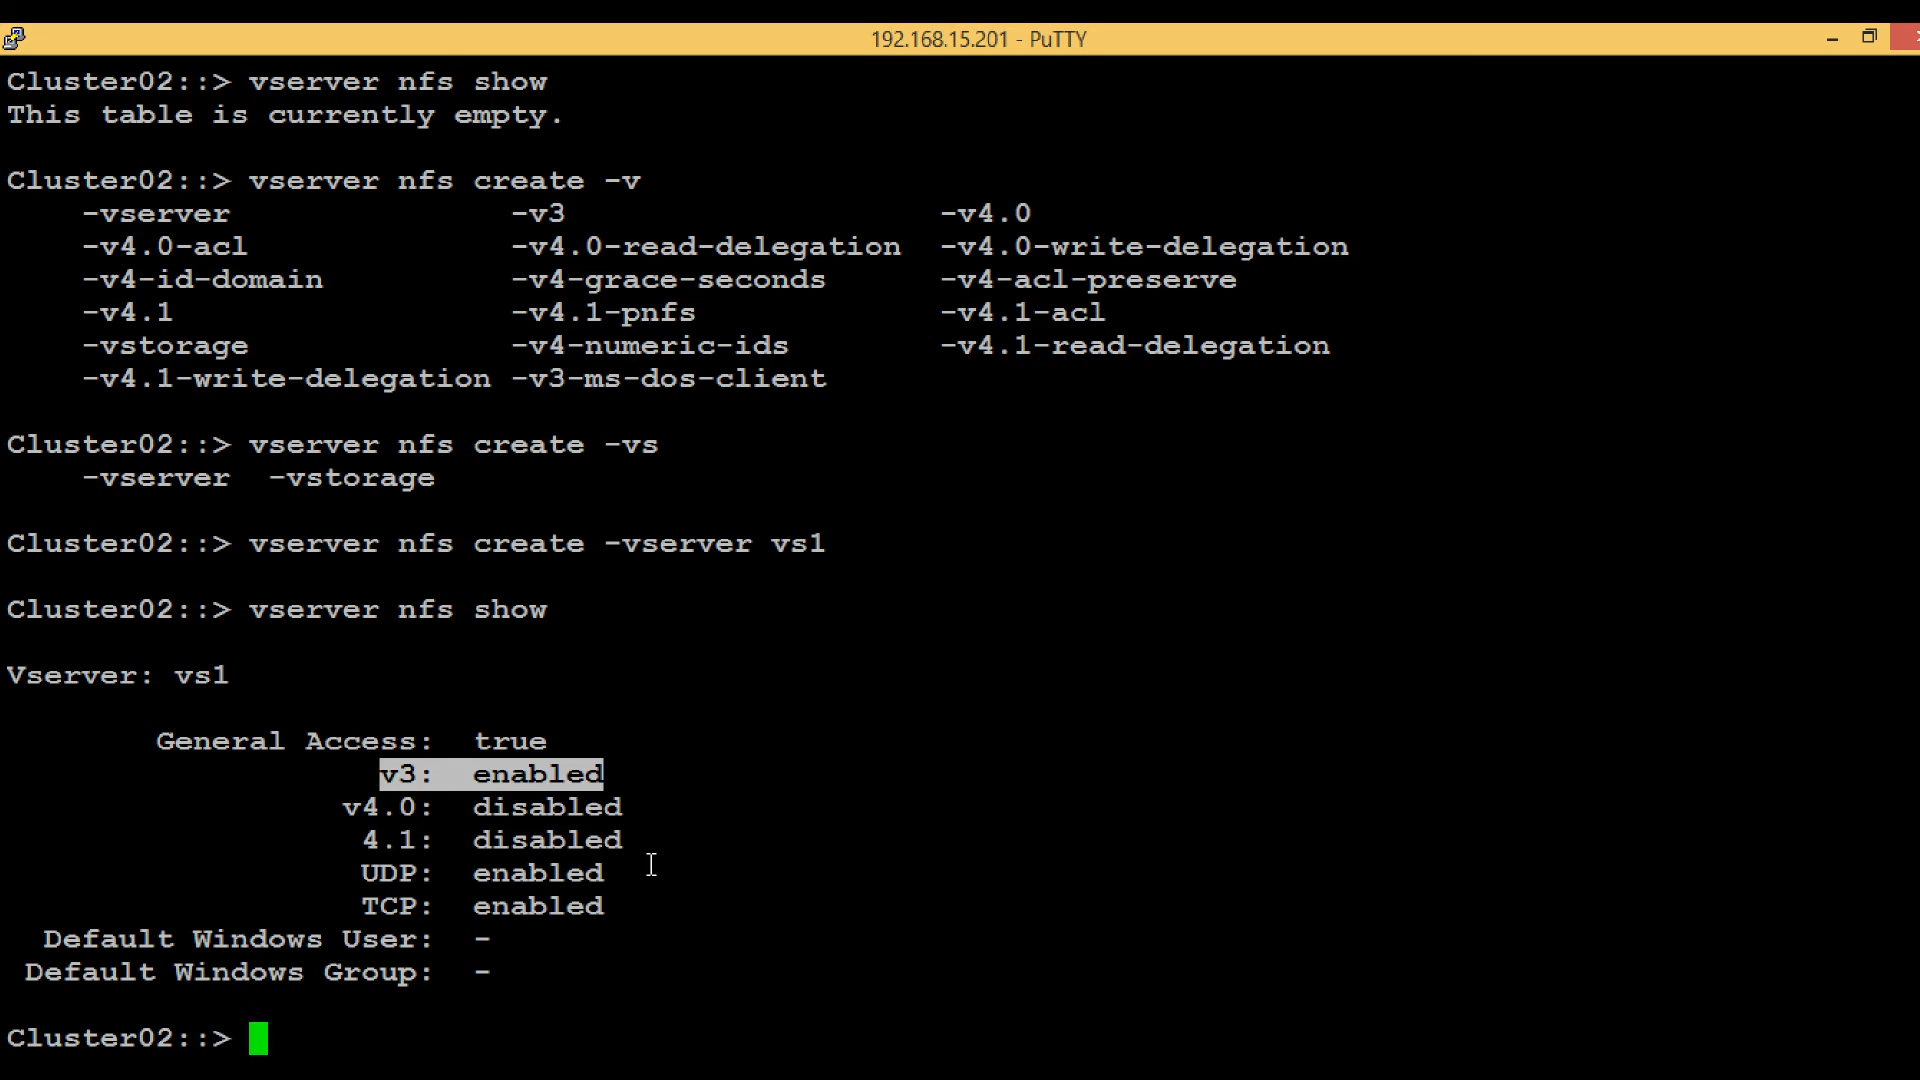 192.168.15.201 - PuTTY
Cluster02::> vserver nfs show
This table is currently empty.
Cluster02::> vserver nfs create -v
-vserver -v3 -v4.0
-v4.0-acl -v4.0-read-delegation -v4.0-write-delegation
-v4-id-domain -v4-grace-seconds -v4-acl-preserve
-v4.1 -v4.1-pnfs -v4.1-acl
-vstorage -v4-numeric-ids -v4.1-read-delegation
-v4.1-write-delegation -v3-ms-dos-client
Cluster02::> vserver nfs create -vs
-vserver -vstorage
Cluster02::> vserver nfs create -vserver vs1
Cluster02::> vserver nfs show
Vserver: vs1
General Access: true
v3: enabled
v4.0: disabled
4.1: disabled
UDP: enabled
TCP: enabled
Default Windows User: -
Default Windows Group: -
Cluster02::>